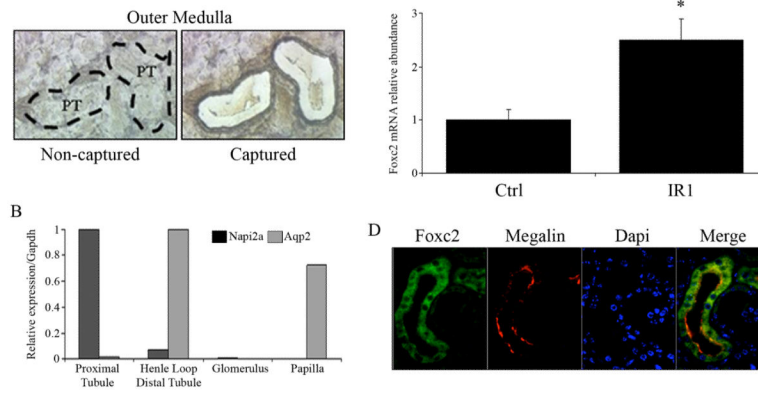 Outer Medulla
PT
PT
Non-captured
Captured
Foxc2 mRNA relative abundance
3
2
1
0
*
Ctrl
IR1
B
Relative expression/Gapdh
1
0.8
0.6
0.4
0.2
0
Napi2a
Aqp2
Proximal
Tubule
Henle Loop
Distal Tubule
Glomerulus
Papilla
D
Foxc2
Megalin
Dapi
Merge